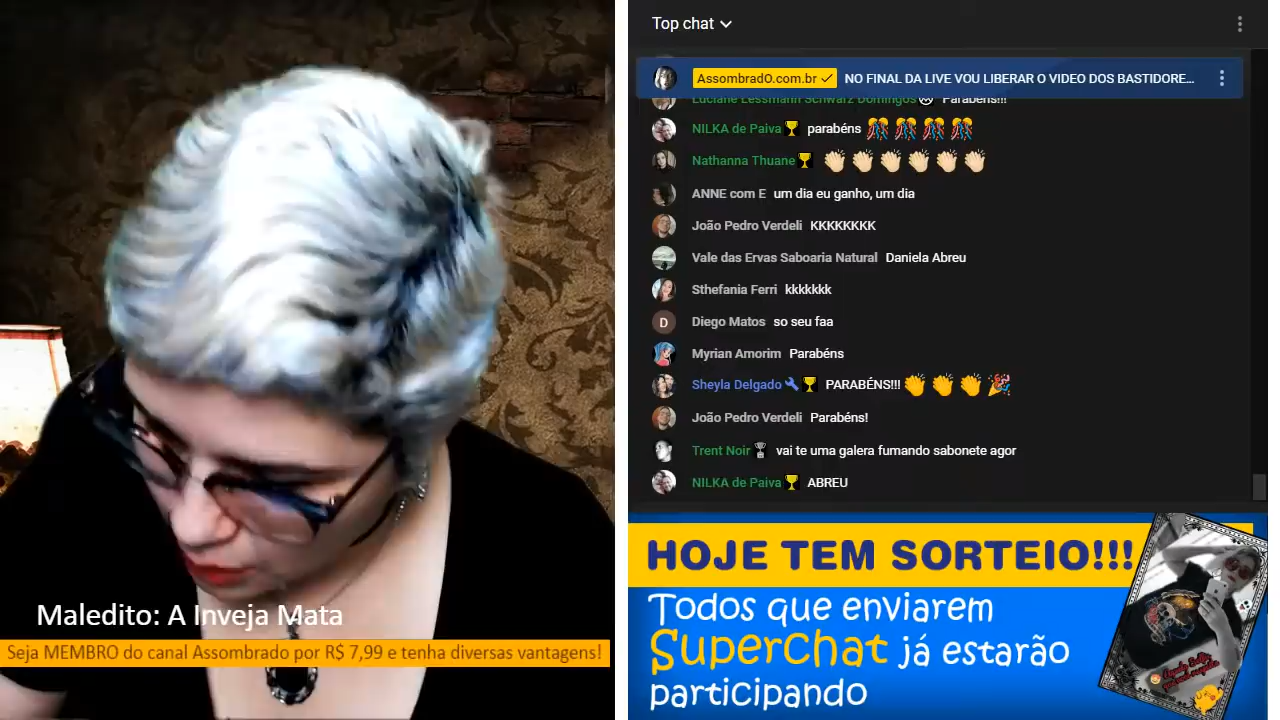 Maledito: A Inveja Mata
Seja MEMBRO do canal Assombrado por R$ 7,99 e tenha diversas vantagens!
Top chat
AssombradO.com.br NO FINAL DA LIVE VOU LIBERAR O VIDEO DOS BASTIDORE...
Luciane Lessmann Schwarz Domingos Parabéns!!!
NILKA de Paiva parabéns
Nathanna Thuane
ANNE com E um dia eu ganho, um dia
João Pedro Verdeli KKKKKKKK
Vale das Ervas Saboaria Natural Daniela Abreu
Sthefania Ferri kkkkkkk
D Diego Matos so seu faa
Myrian Amorim Parabéns
Sheyla Delgado PARABÉNS!!!
João Pedro Verdeli Parabéns!
Trent Noir vai te uma galera fumando sabonete agor
NILKA de Paiva ABREU
HOJE TEM SORTEIO!!!
Todos que enviarem
Superchat já estarão
participando